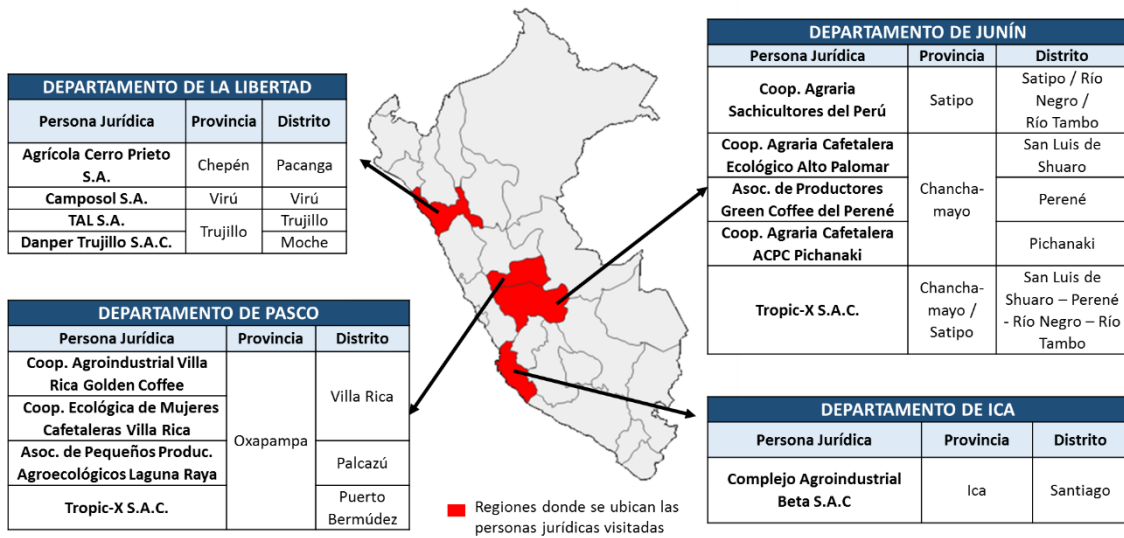 DEPARTAMENTO DE LA LIBERTAD
Persona Jurídica Provincia Distrito
Agrícola Cerro Prieto
S.A.
Chepén Pacanga
Camposol S.A. Virú Virú
TAL S.A. Trujillo Trujillo
Danper Trujillo S.A.C. Moche
DEPARTAMENTO DE PASCO
Persona Jurídica Provincia Distrito
Coop. Agroindustrial Villa
Rica Golden Coffee
Coop. Ecológica de Mujeres
Cafetaleras Villa Rica
Asoc. de Pequeños Produc.
Agroecológicos Laguna Raya
Tropic-X S.A.C.
Oxapampa
Villa Rica
Palcazú
Puerto
Bermúdez
DEPARTAMENTO DE JUNÍN
Persona Jurídica Provincia Distrito
Coop. Agraria
Sachicultores del Perú
Satipo
Satipo / Río
Negro /
Río Tambo
Coop. Agraria Cafetalera
Ecológico Alto Palomar
Asoc. de Productores
Green Coffee del Perené
Coop. Agraria Cafetalera
ACPC Pichanaki
Chancha-
mayo
San Luis de
Shuaro
Perené
Pichanaki
Tropic-X S.A.C.
Chancha-
mayo /
Satipo
San Luis de
Shuaro – Perené
- Río Negro – Río
Tambo
DEPARTAMENTO DE ICA
Persona Jurídica Provincia Distrito
Complejo Agroindustrial
Beta S.A.C
Ica Santiago
Regiones donde se ubican las
personas jurídicas visitadas